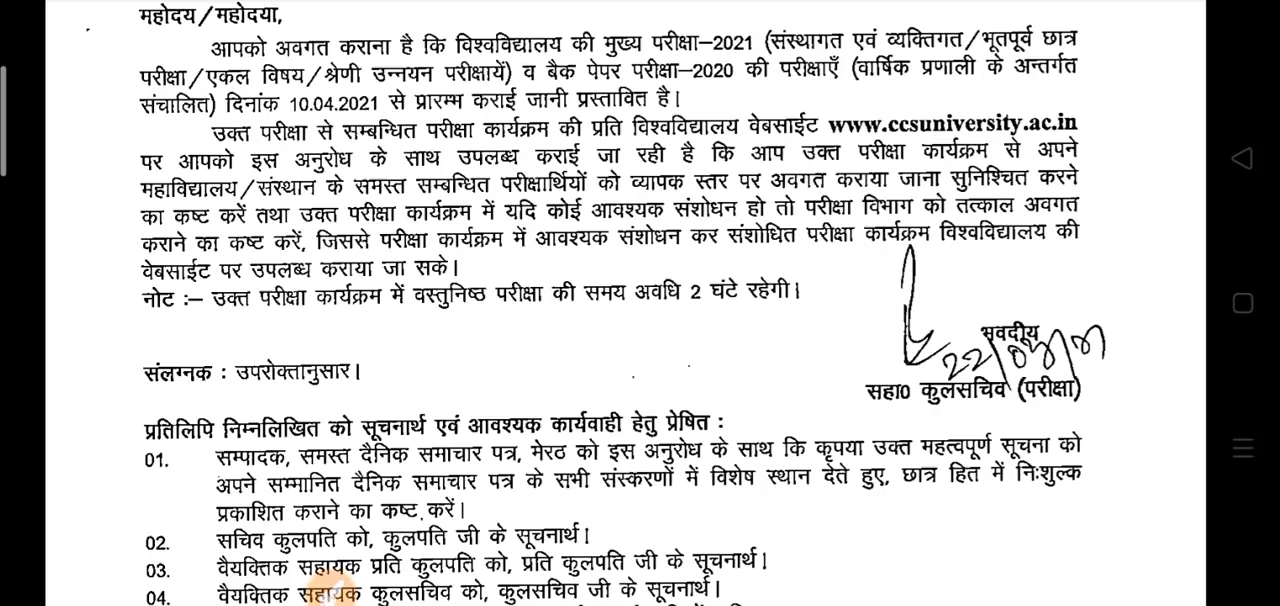 महोदय/महोदया,
आपको अवगत कराना है कि विश्वविद्यालय की मुख्य परीक्षा–2021 (संस्थागत एवं व्यक्तिगत/भूतपूर्व छात्र
परीक्षा/एकल विषय/श्रेणी उन्नयन परीक्षायें) व बैक पेपर परीक्षा–2020 की परीक्षाएँ (वार्षिक प्रणाली के अन्तर्गत
संचालित) दिनांक 10.04.2021 से प्रारम्भ कराई जानी प्रस्तावित है।
उक्त परीक्षा से सम्बन्धित परीक्षा कार्यक्रम की प्रति विश्वविद्यालय वेबसाईट www.ccsuniversity.ac.in
पर आपको इस अनुरोध के साथ उपलब्ध कराई जा रही है कि आप उक्त परीक्षा कार्यक्रम से अपने
महाविद्यालय/संस्थान के समस्त सम्बन्धित परीक्षार्थियों को व्यापक स्तर पर अवगत कराया जाना सुनिश्चित करने
का कष्ट करें तथा उक्त परीक्षा कार्यक्रम में यदि कोई आवश्यक संशोधन हो तो परीक्षा विभाग को तत्काल अवगत
कराने का कष्ट करें, जिससे परीक्षा कार्यक्रम में आवश्यक संशोधन कर संशोधित परीक्षा कार्यक्रम विश्वविद्यालय की
वेबसाईट पर उपलब्ध कराया जा सके।
नोट :– उक्त परीक्षा कार्यक्रम में वस्तुनिष्ठ परीक्षा की समय अवधि 2 घंटे रहेगी।
भवदीय
संलग्नक : उपरोक्तानुसार।
सहा0 कुलसचिव (परीक्षा)
प्रतिलिपि निम्नलिखित को सूचनार्थ एवं आवश्यक कार्यवाही हेतु प्रेषित :
01. सम्पादक, समस्त दैनिक समाचार पत्र, मेरठ को इस अनुरोध के साथ कि कृपया उक्त महत्वपूर्ण सूचना को
अपने सम्मानित दैनिक समाचार पत्र के सभी संस्करणों में विशेष स्थान देते हुए, छात्र हित में निःशुल्क
प्रकाशित कराने का कष्ट करें।
02. सचिव कुलपति को, कुलपति जी के सूचनार्थ।
03. वैयक्तिक सहायक प्रति कुलपति को, प्रति कुलपति जी के सूचनार्थ।
04. वैयक्तिक सहायक कुलसचिव को, कुलसचिव जी के सूचनार्थ।